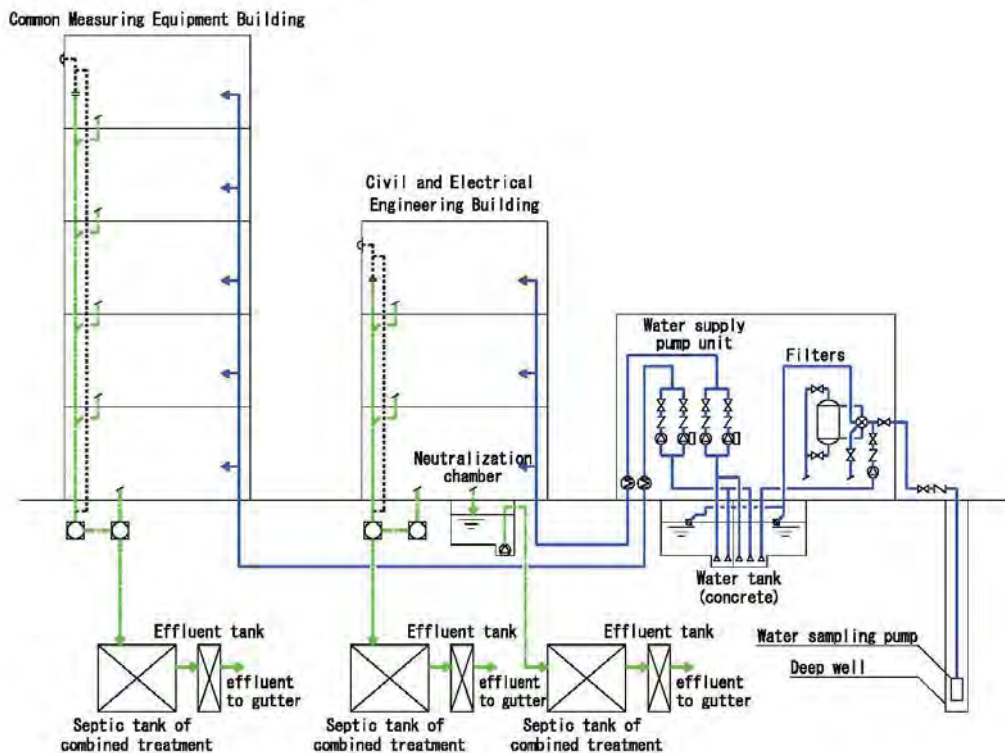 Common Measuring Equipment Building
Civil and Electrical
Engineering Building
Water supply
pump unit
Filters
Neutralization
chamber
Water tank
(concrete)
Water sampling pump
Deep well
Effluent tank
effluent
to gutter
Septic tank of
combined treatment
Effluent tank
effluent
to gutter
Septic tank of
combined treatment
Effluent tank
effluent
to gutter
Septic tank of
combined treatment